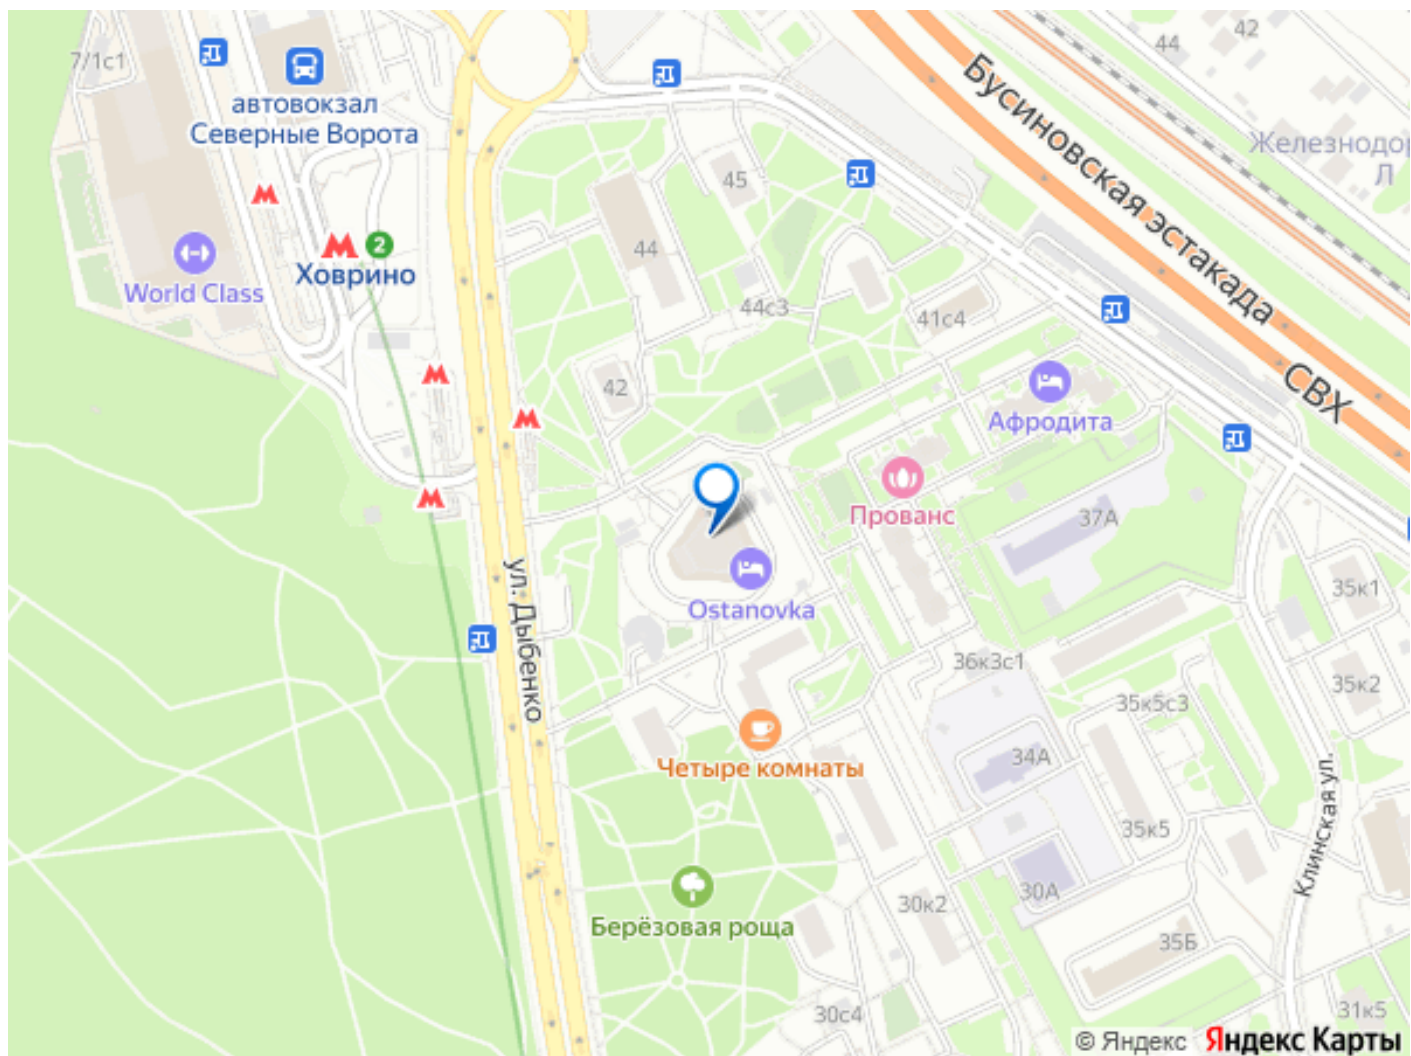 7/1с1
автовокзал
Северные Ворота
44
42
Бусиновская эстакада
Железнодор
Л
45
44
44с3
41с4
2
Ховрино
World Class
СВХ
42
Афродита
Прованс
37А
Ostanovka
ул. Дыбенко
35к1
36к3с1
35к2
35к5с3
Четыре комнаты
34А
35к5
Клинская ул.
30А
30к2
Берёзовая роща
35Б
30с4
31к5
© Яндекс Яндекс Карты